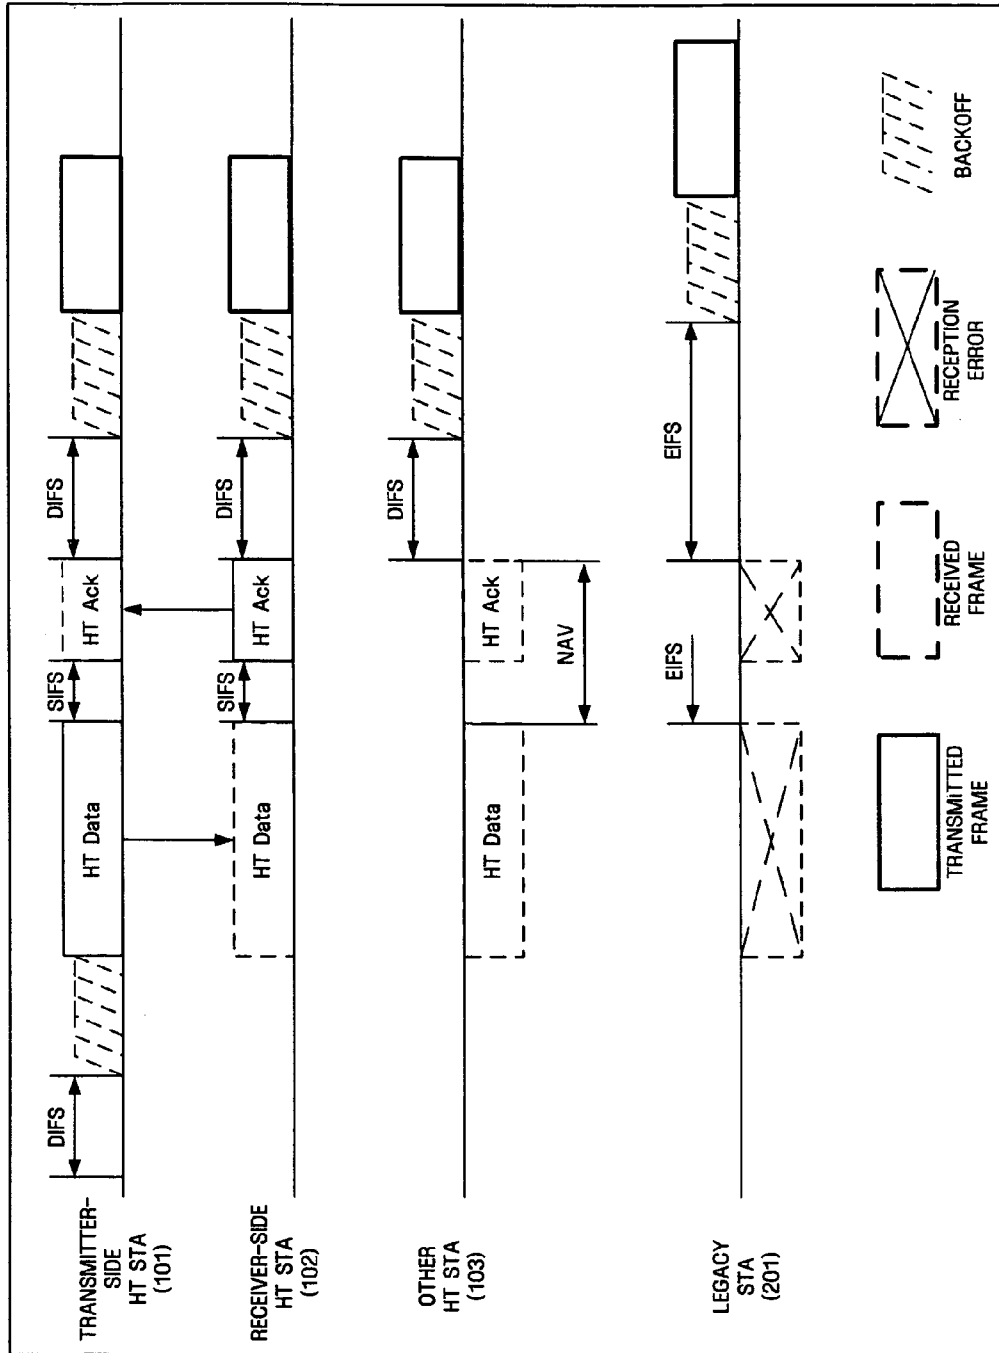 TRANSMITTER-
SIDE
HT STA
(101)
DIFS
HT Data
SIFS
HT Ack
DIFS
RECEIVER-SIDE
HT STA
(102)
HT Data
SIFS
HT Ack
DIFS
OTHER
HT STA
(103)
HT Data
HT Ack
NAV
DIFS
LEGACY
STA
(201)
EIFS
EIFS
TRANSMITTED
FRAME
RECEIVED
FRAME
RECEPTION
ERROR
BACKOFF